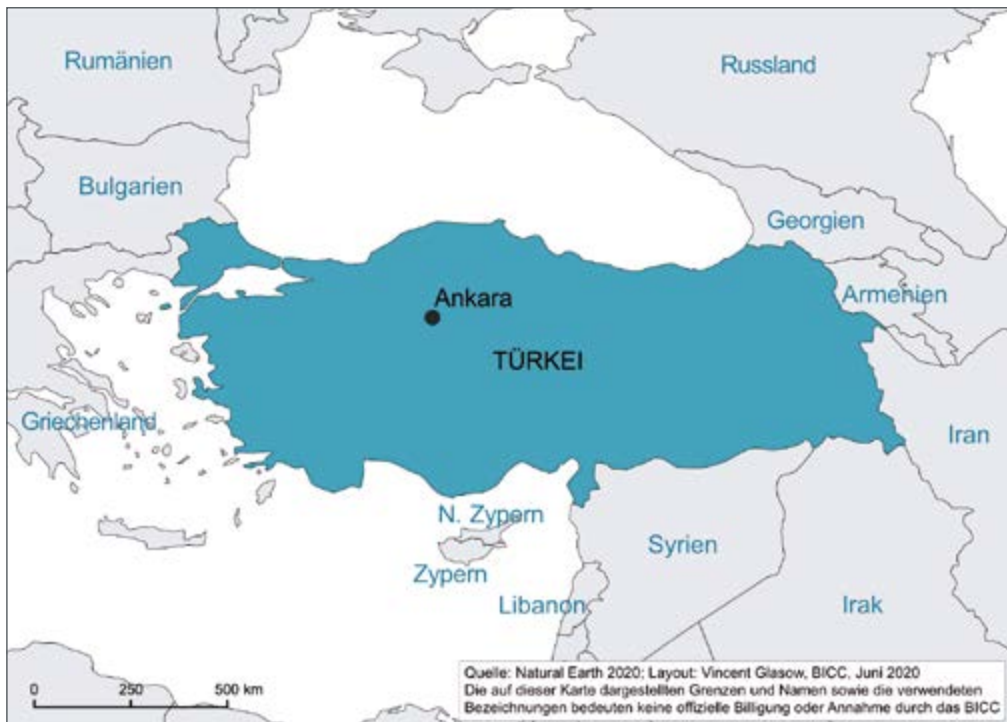 Rumänien
Russland
Bulgarien
Georgien
Ankara
Armenien
TÜRKEI
Griechenland
Iran
N. Zypern
Syrien
Zypern
Libanon
Irak
0 250 500 km
Quelle: Natural Earth 2020; Layout: Vincent Glasow, BICC, Juni 2020
Die auf dieser Karte dargestellten Grenzen und Namen sowie die verwendeten
Bezeichnungen bedeuten keine offizielle Billigung oder Annahme durch das BICC